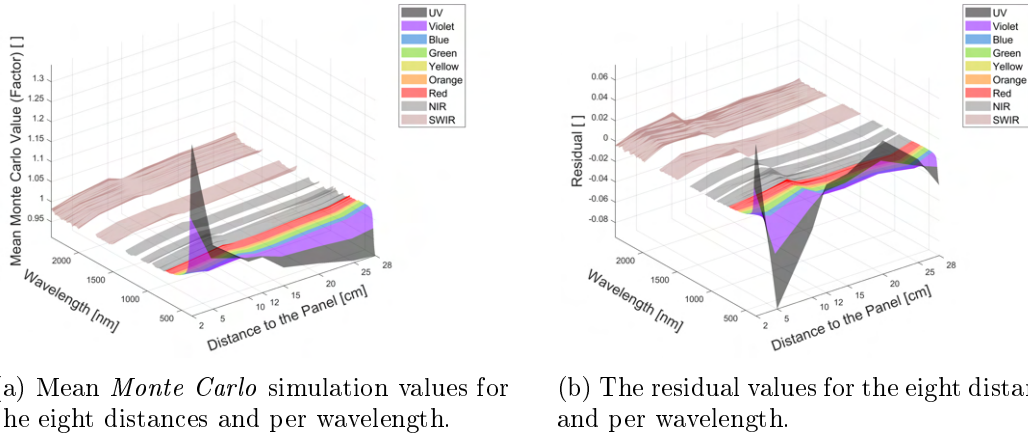 UV
Violet
Blue
Green
Yellow
Orange
Red
NIR
SWIR
Mean Monte Carlo Value (Factor) [ ]
1.3
1.25
1.2
1.15
1.1
1.05
1
0.95
2000
1500
1000
500
Wavelength [nm]
2
5
10
12
15
20
25
28
Distance to the Panel [cm]
UV
Violet
Blue
Green
Yellow
Orange
Red
NIR
SWIR
Residual [ ]
0.06
0.04
0.02
0
-0.02
-0.04
-0.06
-0.08
2000
1500
1000
500
Wavelength [nm]
2
5
10
12
15
20
25
28
Distance to the Panel [cm]
a) Mean Monte Carlo simulation values for
he eight distances and per wavelength.
(b) The residual values for the eight distan
and per wavelength.